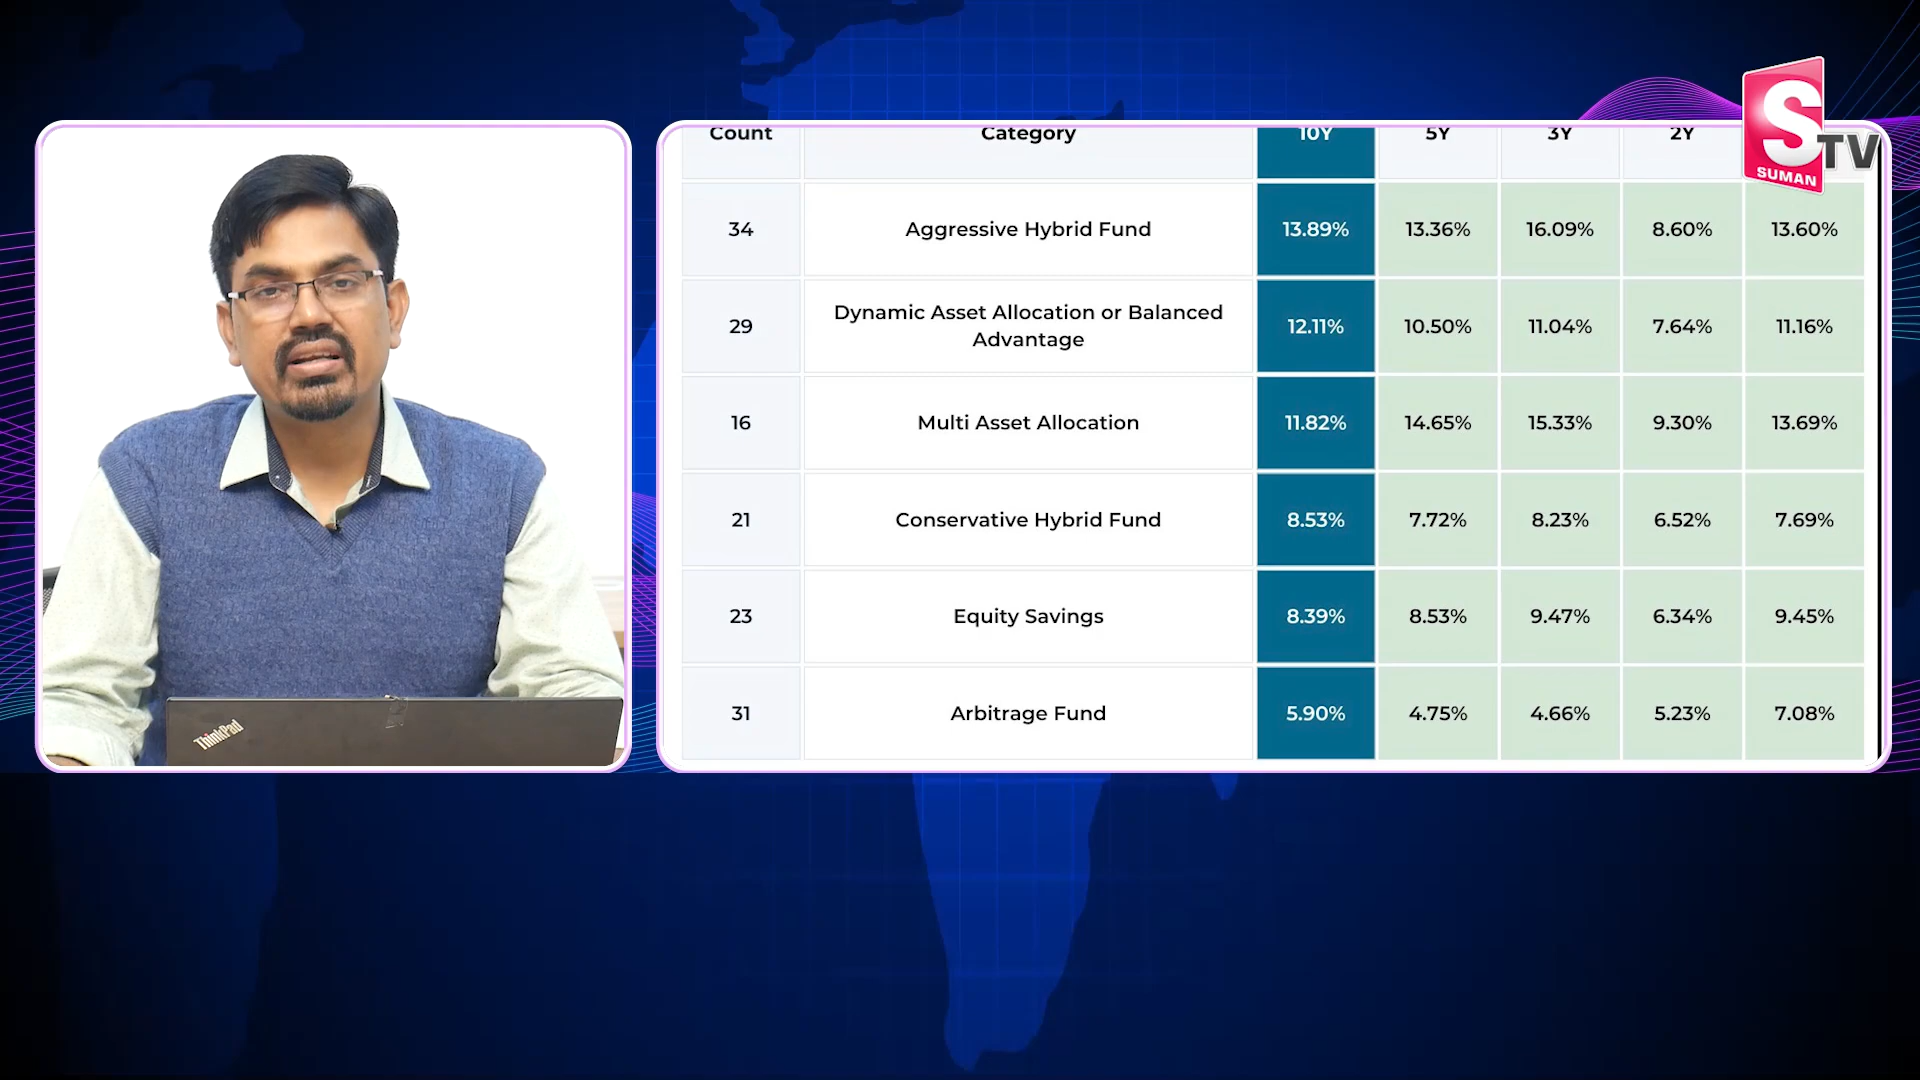 S
TV
SUMAN
Count Category 10Y 5Y 3Y 2Y
34 Aggressive Hybrid Fund 13.89% 13.36% 16.09% 8.60% 13.60%
29 Dynamic Asset Allocation or Balanced
Advantage 12.11% 10.50% 11.04% 7.64% 11.16%
16 Multi Asset Allocation 11.82% 14.65% 15.33% 9.30% 13.69%
21 Conservative Hybrid Fund 8.53% 7.72% 8.23% 6.52% 7.69%
23 Equity Savings 8.39% 8.53% 9.47% 6.34% 9.45%
31 Arbitrage Fund 5.90% 4.75% 4.66% 5.23% 7.08%
ThinkPad